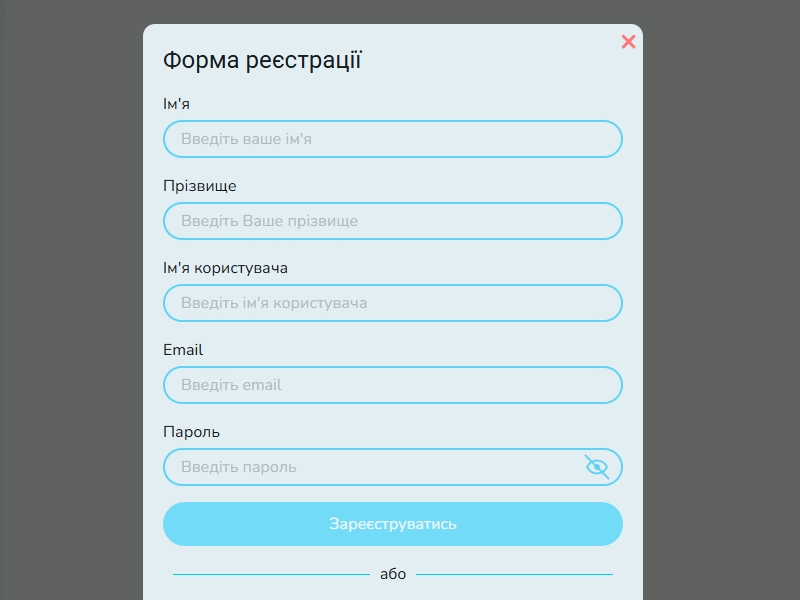 Форма реєстрації
Ім'я
Введіть ваше ім'я
Прізвище
Введіть Ваше прізвище
Ім'я користувача
Введіть ім'я користувача
Email
Введіть email
Пароль
Введіть пароль
Зареєструватись
або